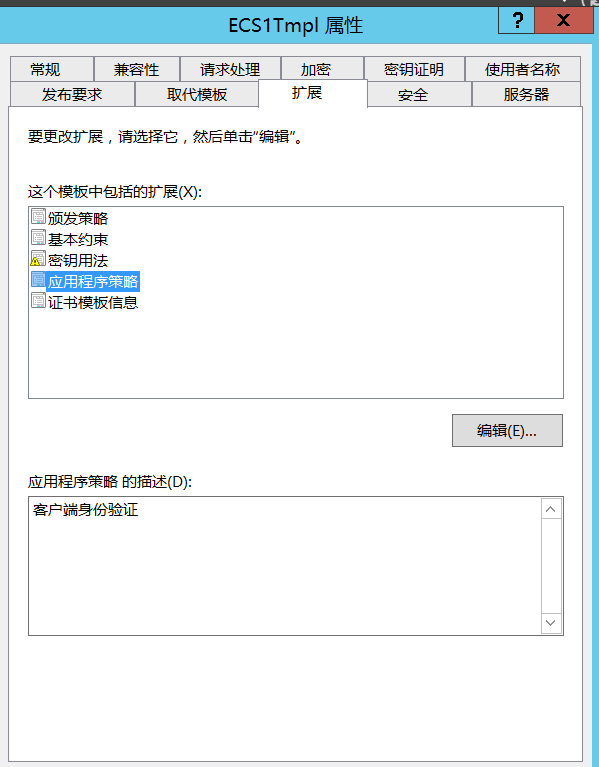 ECS1Tmpl 属性
? X
常规 兼容性 请求处理 加密 密钥证明 使用者名称
发布要求 取代模板 扩展 安全 服务器
要更改扩展，请选择它，然后单击“编辑”。
这个模板中包括的扩展(X):
颁发策略
基本约束
密钥用法
应用程序策略
证书模板信息
编辑(E)...
应用程序策略 的描述(D):
客户端身份验证